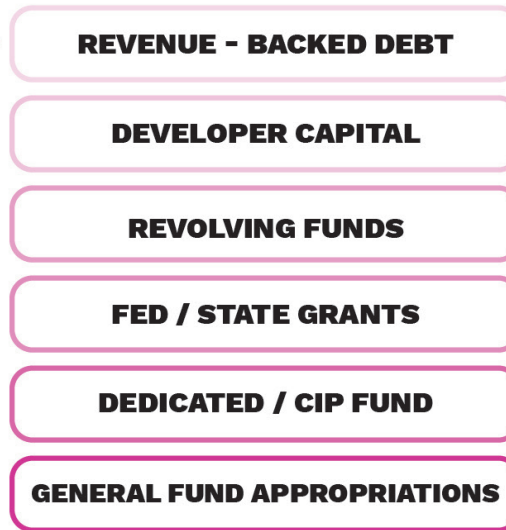 REVENUE - BACKED DEBT
DEVELOPER CAPITAL
REVOLVING FUNDS
FED / STATE GRANTS
DEDICATED / CIP FUND
GENERAL FUND APPROPRIATIONS